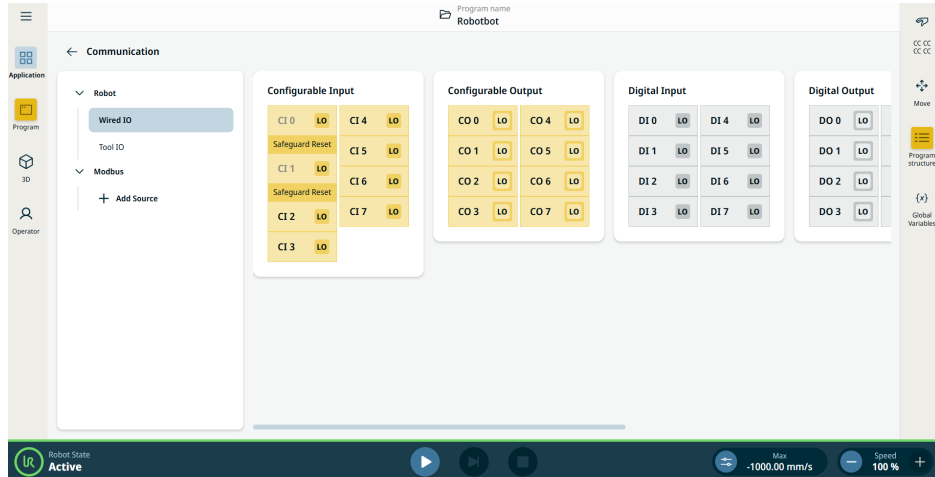 Program name
Robotbot
Communication
Application
Program
3D
Operator
Robot
Wired IO
Tool IO
Modbus
Add Source
Configurable Input
CI 0 LO CI 4 LO
Safeguard Reset
CI 5 LO
CI 1 LO
CI 6 LO
Safeguard Reset
CI 2 LO CI 7 LO
CI 3 LO
Configurable Output
CO 0 LO CO 4 LO
CO 1 LO CO 5 LO
CO 2 LO CO 6 LO
CO 3 LO CO 7 LO
Digital Input
DI 0 LO DI 4 LO
DI 1 LO DI 5 LO
DI 2 LO DI 6 LO
DI 3 LO DI 7 LO
Digital Output
DO 0 LO
DO 1 LO
DO 2 LO
DO 3 LO
CC CC
CC CC
Move
Program
structure
{x}
Global
Variables
UR
Robot State
Active
Max
-1000.00 mm/s
Speed
100 %